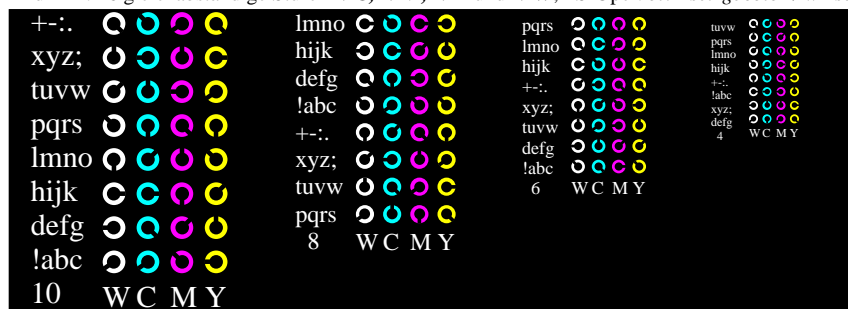 +-:.
xyz;
tuvw
pqrs
lmno
hijk
defg
!abc
10 W C M Y
lmno
hijk
defg
!abc
+-:.
xyz;
tuvw
pqrs
8 W C M Y
pqrs
lmno
hijk
+-:.
xyz;
tuvw
defg
!abc
6 W C M Y
tuvw
pqrs
lmno
hijk
+-:.
!abc
xyz;
defg
4 W C M Y